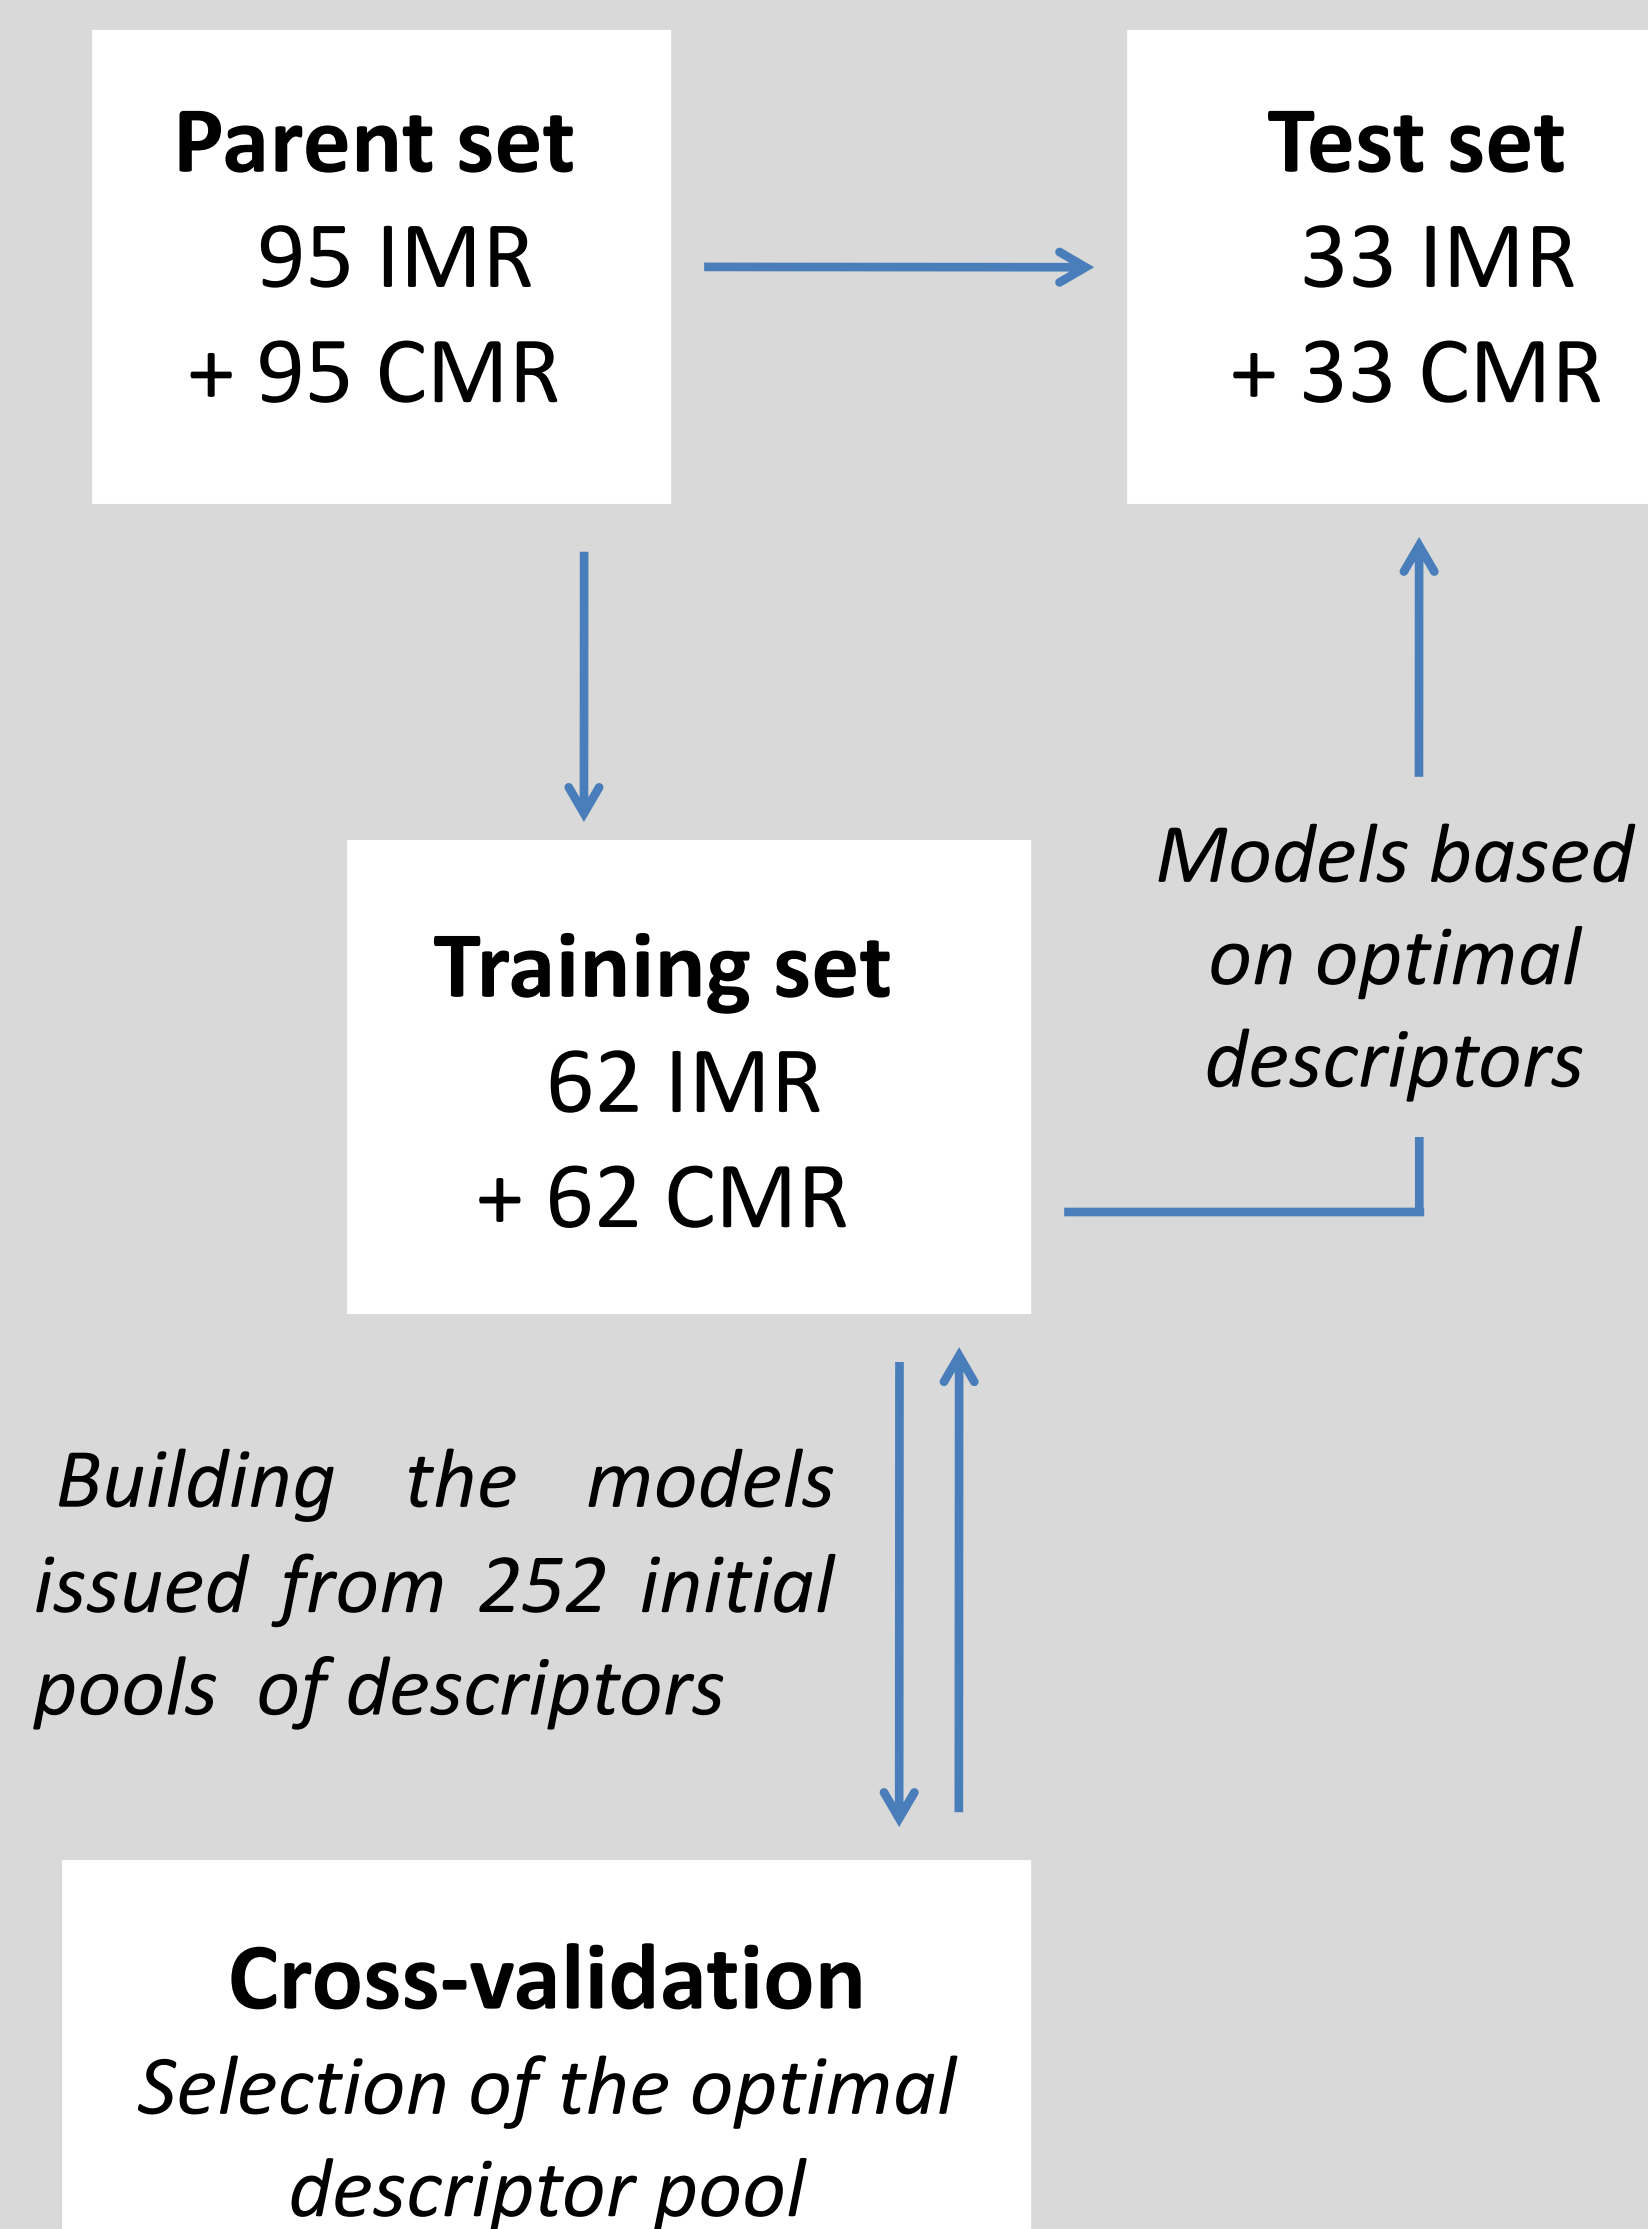 Parent set
95 IMR
+ 95 CMR
Test set
33 IMR
+ 33 CMR
Training set
62 IMR
+ 62 CMR
Models based
on optimal
descriptors
Building the models
issued from 252 initial
pools of descriptors
Cross-validation
Selection of the optimal
descriptor pool